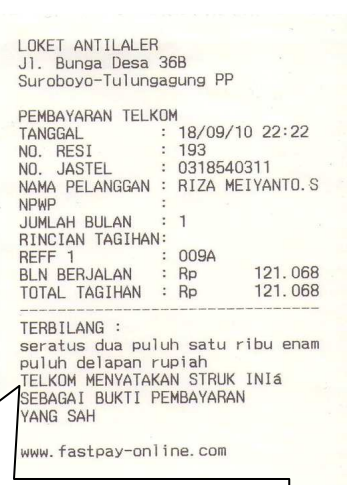 LOKET ANTILALER
Jl. Bunga Desa 36B
Suroboyo-Tulungagung PP
PEMBAYARAN TELKOM
TANGGAL : 18/09/10 22:22
NO. RESI : 193
NO. JASTEL : 0318540311
NAMA PELANGGAN : RIZA MEIYANTO.S
NPWP :
JUMLAH BULAN : 1
RINCIAN TAGIHAN:
REFF 1 : 009A
BLN BERJALAN : Rp 121.068
TOTAL TAGIHAN : Rp 121.068
TERBILANG :
seratus dua puluh satu ribu enam
puluh delapan rupiah
TELKOM MENYATAKAN STRUK INIá
SEBAGAI BUKTI PEMBAYARAN
YANG SAH
www.fastpay-online.com